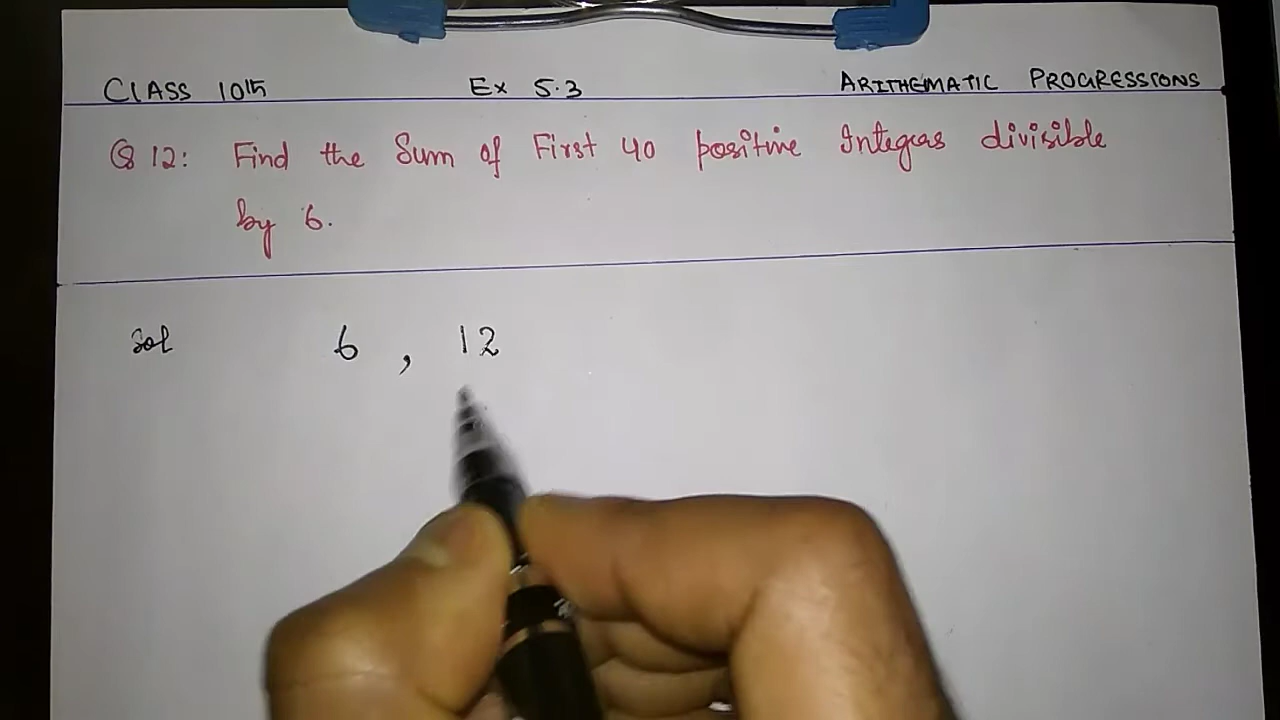 CLASS 10th Ex 5.3 ARITHEMATIC PROGRESSIONS
Q 12: Find the Sum of First 40 positive Integers divisible
by 6.
Sol 6 , 12